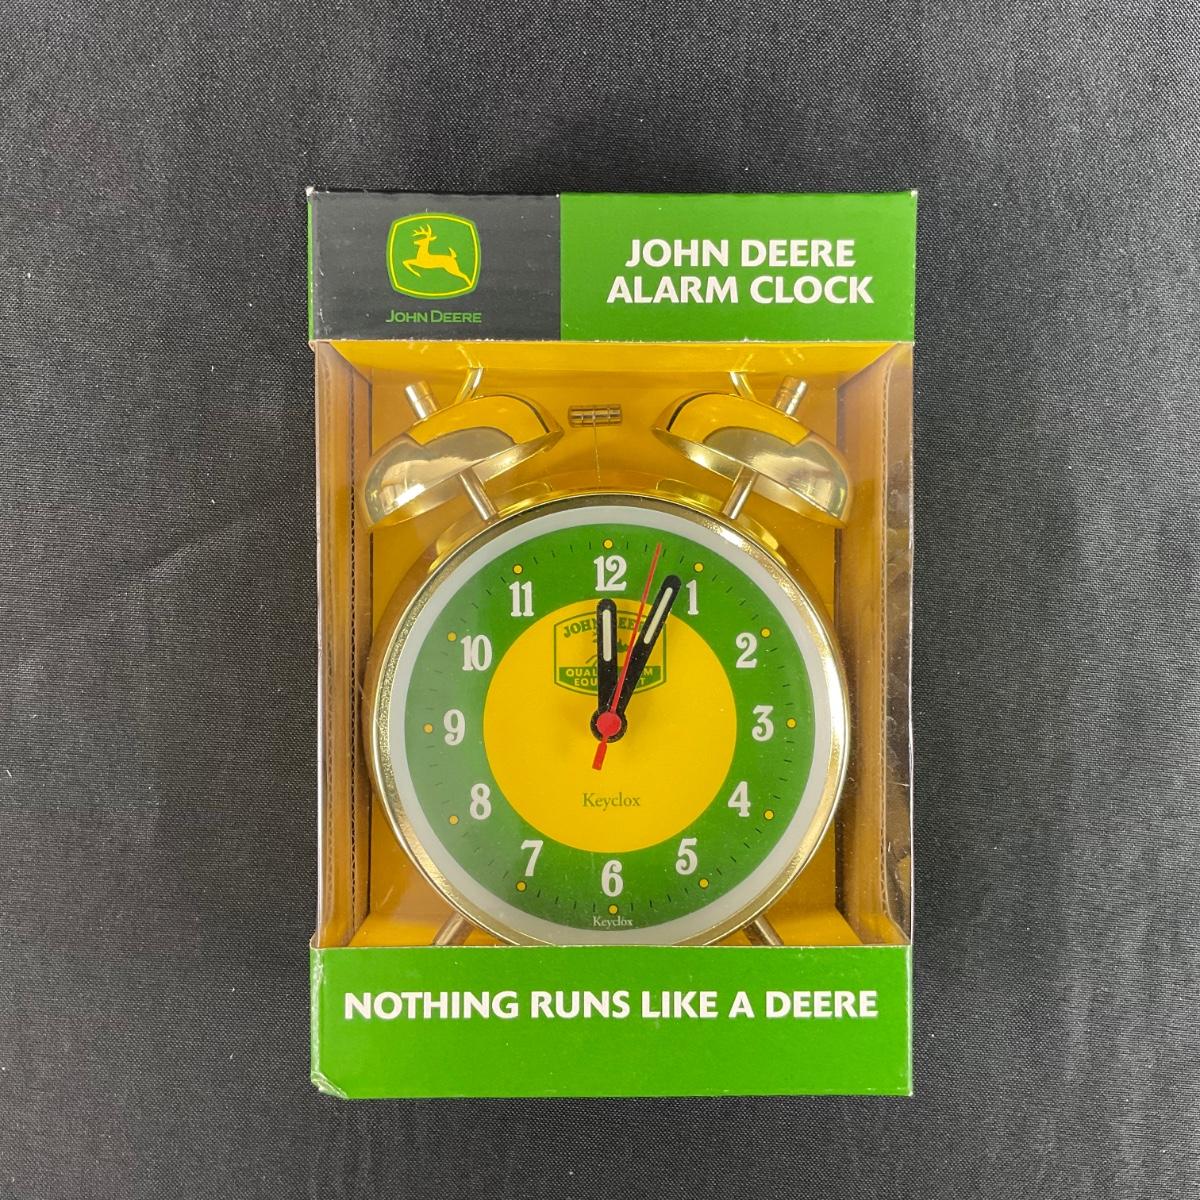 JOHN DEERE
JOHN DEERE
ALARM CLOCK
12
11
1
10
2
9
3
8
4
7
5
6
Keyclox
Keyclox
NOTHING RUNS LIKE A DEERE